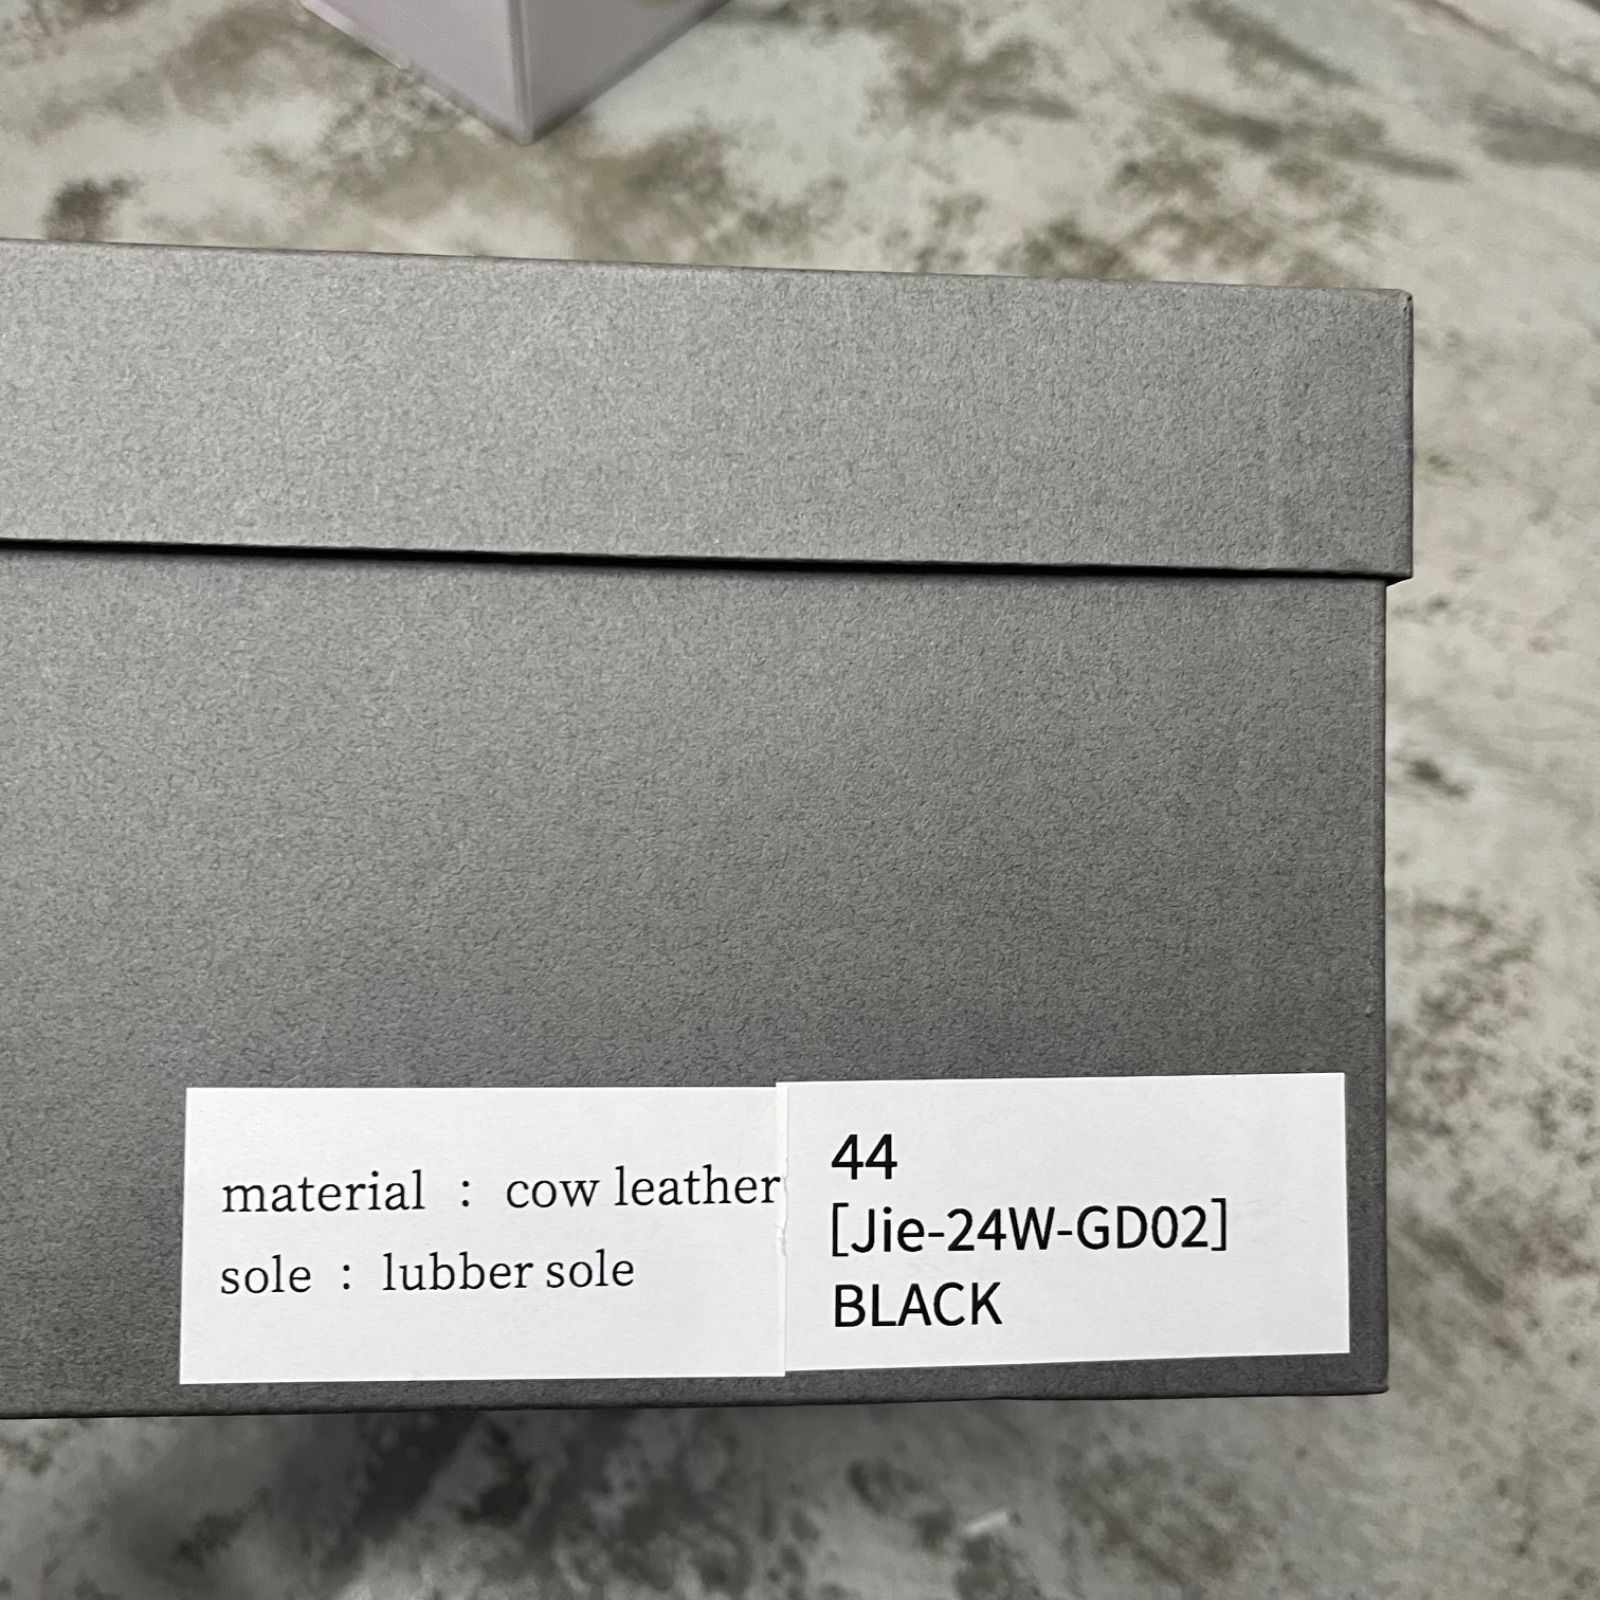 material : cow leather
sole : lubber sole
44
[Jie-24W-GD02]
BLACK